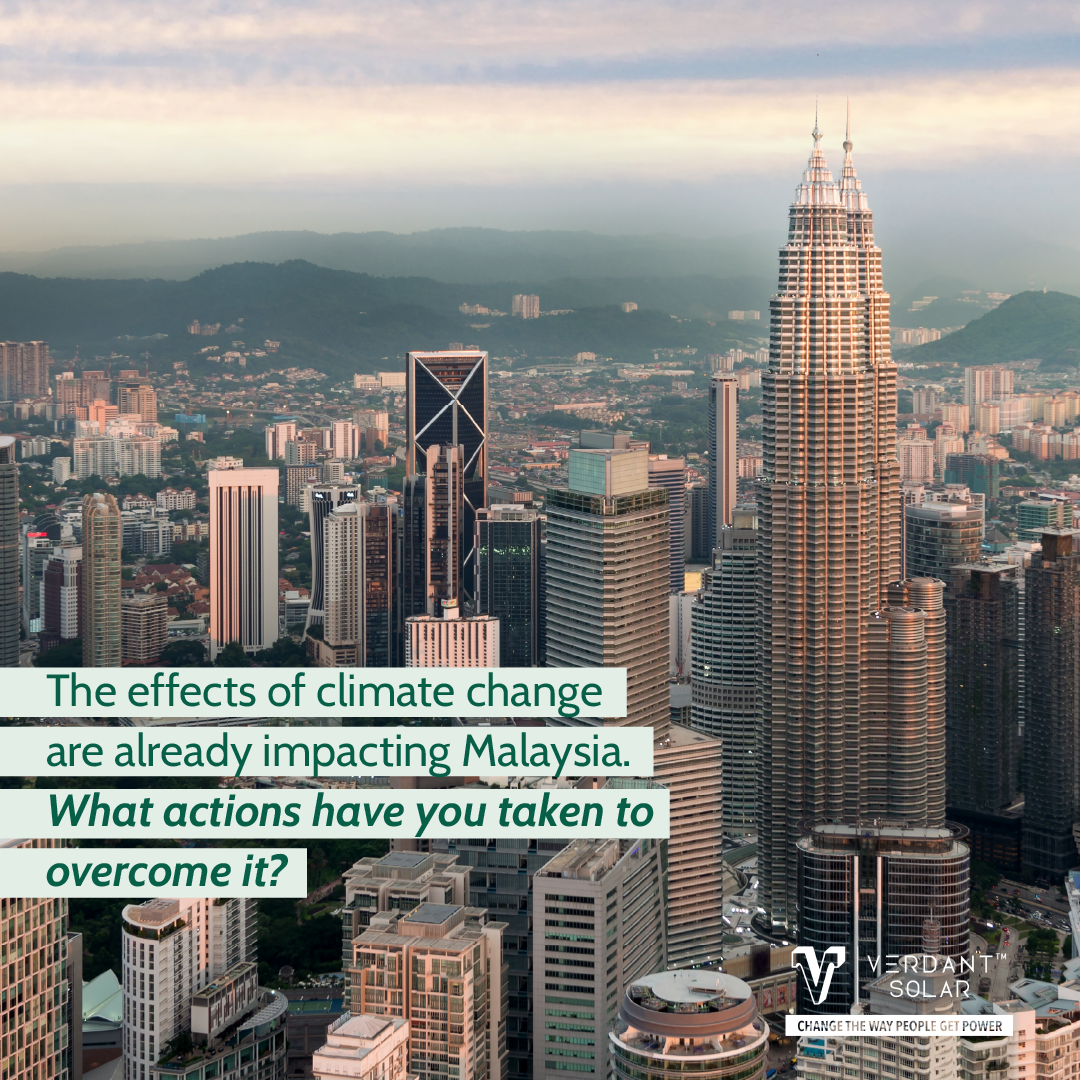 The effects of climate change
are already impacting Malaysia.
What actions have you taken to
overcome it?
VERDANT™
SOLAR
CHANGE THE WAY PEOPLE GET POWER